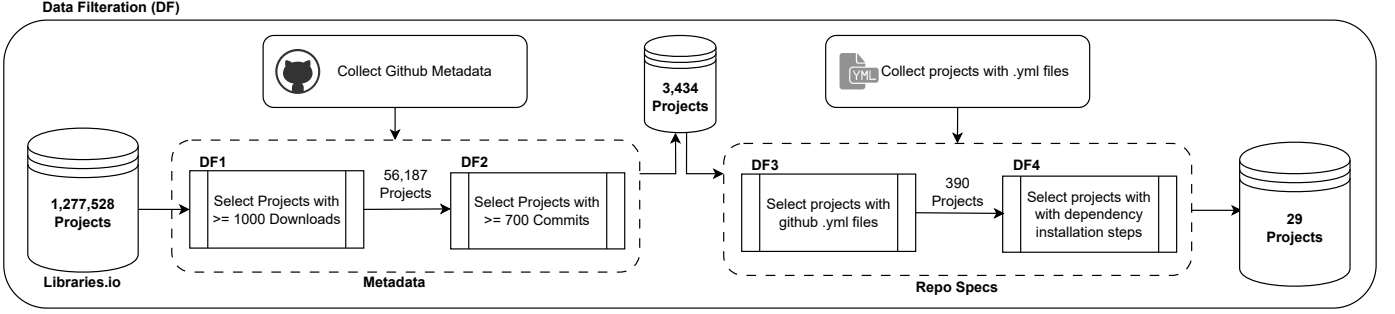 Data Filteration (DF)
Collect Github Metadata
3,434
Projects
YML
Collect projects with .yml files
1,277,528
Projects
Libraries.io
DF1
Select Projects with
>= 1000 Downloads
56,187
Projects
DF2
Select Projects with
>= 700 Commits
Metadata
DF3
Select projects with
github .yml files
390
Projects
DF4
Select projects with
with dependency
installation steps
Repo Specs
29
Projects